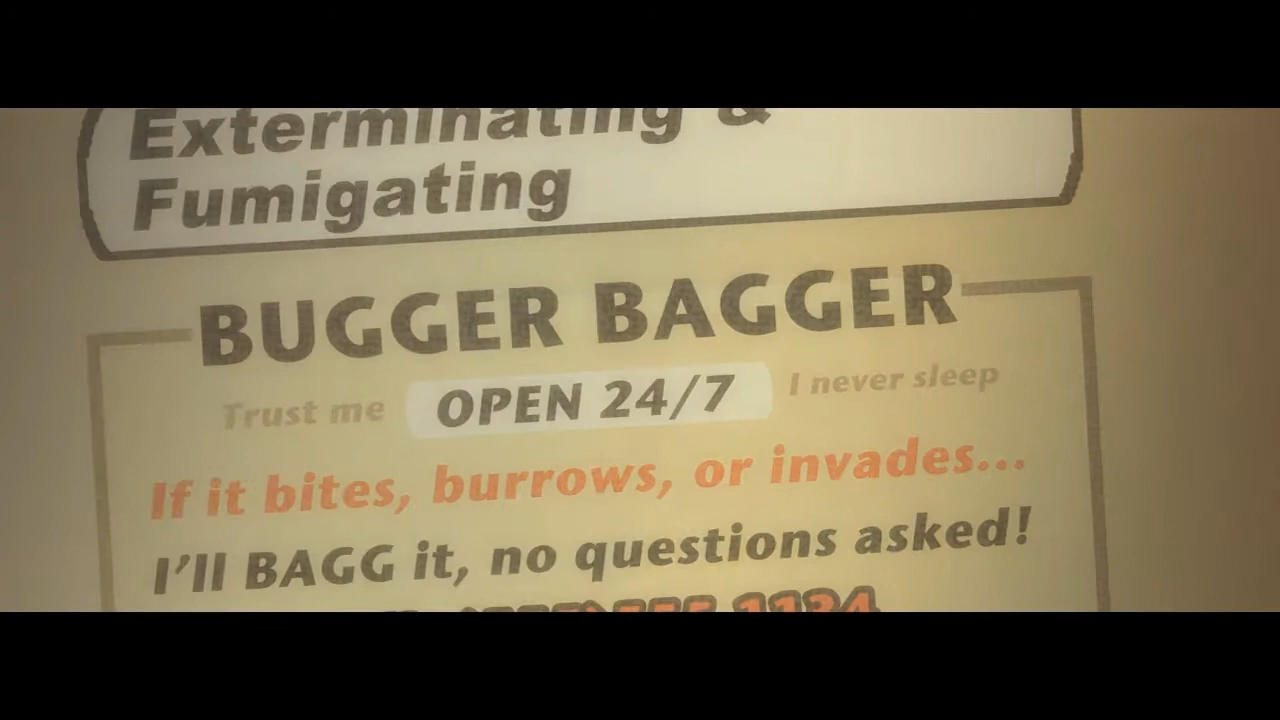 Exterminating &
Fumigating
BUGGER BAGGER
Trust me OPEN 24/7 I never sleep
If it bites, burrows, or invades...
I'll BAGG it, no questions asked!